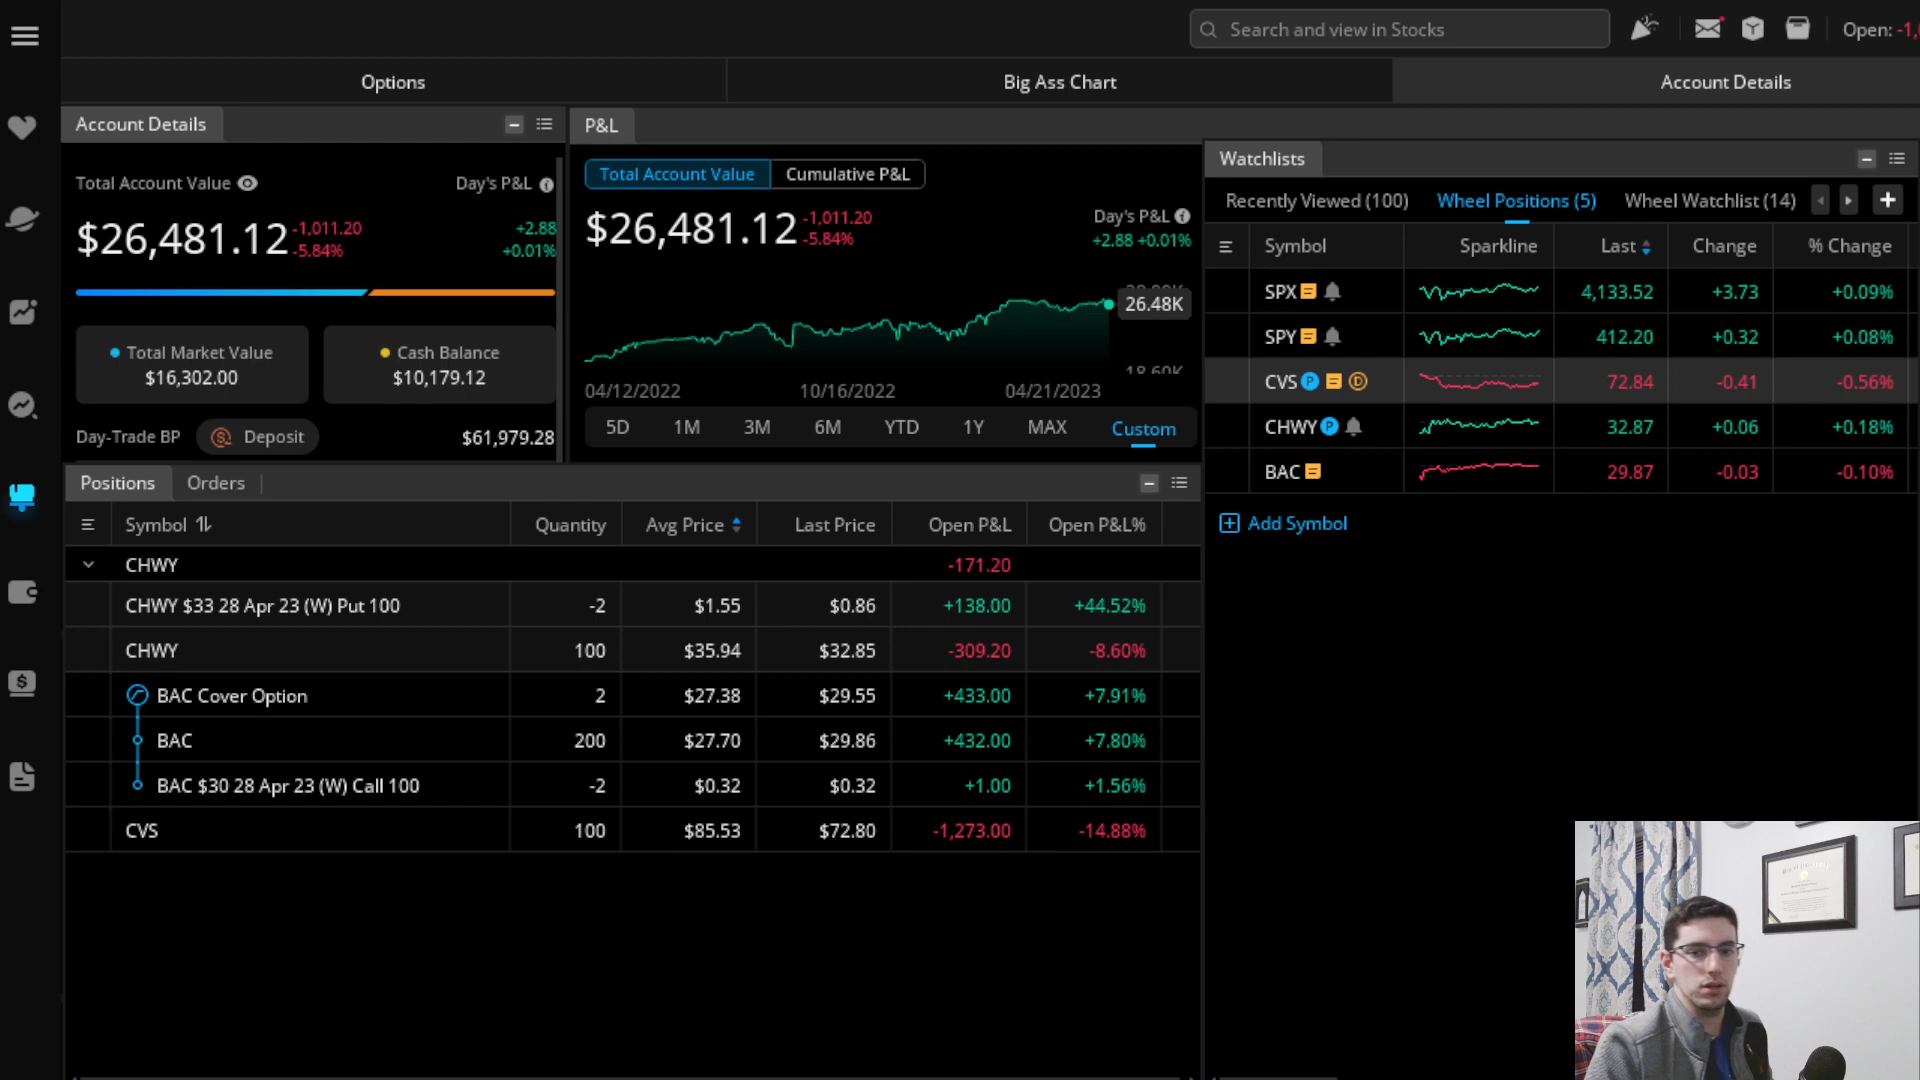 Search and view in Stocks
Open: -1,0
Options
Big Ass Chart
Account Details
Account Details
Total Account Value
Day's P&L
$26,481.12
-1,011.20
-5.84%
+2.88
+0.01%
Total Market Value
$16,302.00
Cash Balance
$10,179.12
Day-Trade BP
Deposit
$61,979.28
P&L
Total Account Value
Cumulative P&L
$26,481.12
-1,011.20
-5.84%
Day's P&L
+2.88 +0.01%
26.48K
18.60K
04/12/2022
10/16/2022
04/21/2023
5D 1M 3M 6M YTD 1Y MAX Custom
Watchlists
Recently Viewed (100) Wheel Positions (5) Wheel Watchlist (14)
Symbol Sparkline Last Change % Change
SPX 4,133.52 +3.73 +0.09%
SPY 412.20 +0.32 +0.08%
CVS P D 72.84 -0.41 -0.56%
CHWY P 32.87 +0.06 +0.18%
BAC 29.87 -0.03 -0.10%
Add Symbol
Positions Orders
Symbol Quantity Avg Price Last Price Open P&L Open P&L%
CHWY -171.20
CHWY $33 28 Apr 23 (W) Put 100 -2 $1.55 $0.86 +138.00 +44.52%
CHWY 100 $35.94 $32.85 -309.20 -8.60%
BAC Cover Option 2 $27.38 $29.55 +433.00 +7.91%
BAC 200 $27.70 $29.86 +432.00 +7.80%
BAC $30 28 Apr 23 (W) Call 100 -2 $0.32 $0.32 +1.00 +1.56%
CVS 100 $85.53 $72.80 -1,273.00 -14.88%